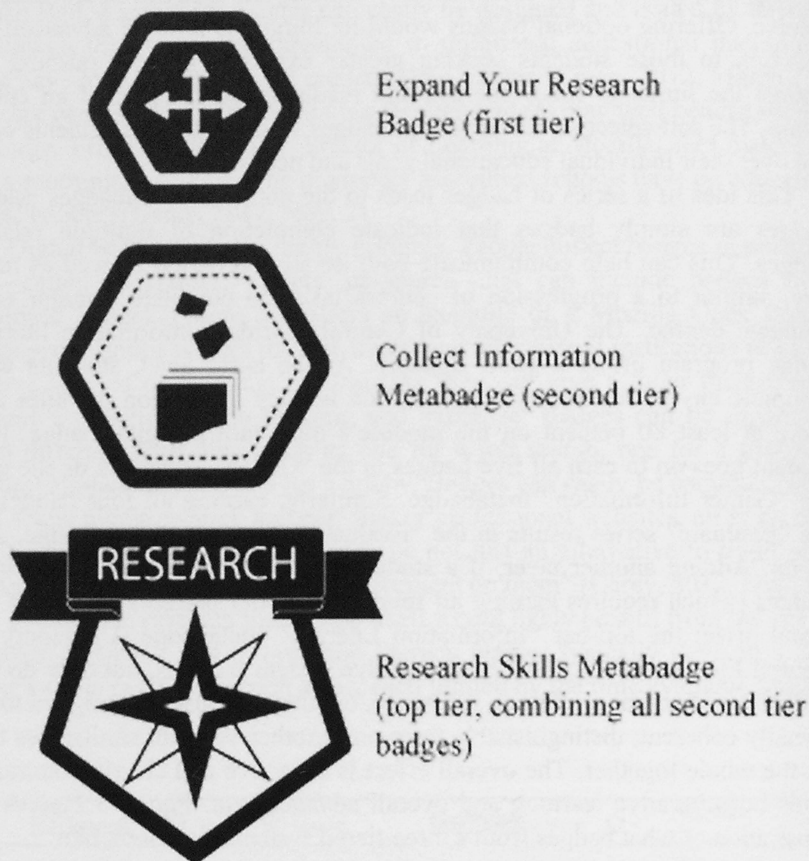 Expand Your Research
Badge (first tier)
Collect Information
Metabadge (second tier)
RESEARCH
Research Skills Metabadge
(top tier, combining all second tier
badges)